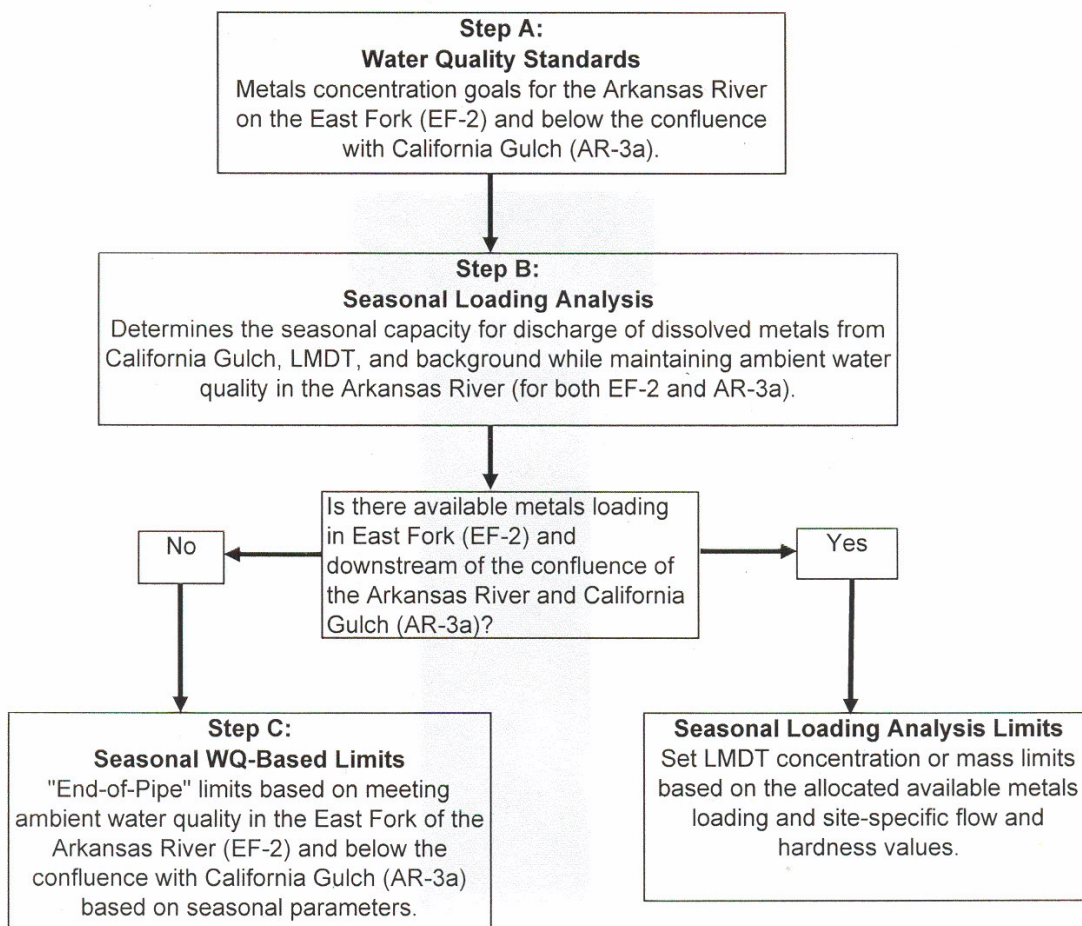 Step A:
Water Quality Standards
Metals concentration goals for the Arkansas River
on the East Fork (EF-2) and below the confluence
with California Gulch (AR-3a).
Step B:
Seasonal Loading Analysis
Determines the seasonal capacity for discharge of dissolved metals from
California Gulch, LMDT, and background while maintaining ambient water
quality in the Arkansas River (for both EF-2 and AR-3a).
Is there available metals loading
in East Fork (EF-2) and
downstream of the confluence of
the Arkansas River and California
Gulch (AR-3a)?
No
Yes
Step C:
Seasonal WQ-Based Limits
"End-of-Pipe" limits based on meeting
ambient water quality in the East Fork of the
Arkansas River (EF-2) and below the
confluence with California Gulch (AR-3a)
based on seasonal parameters.
Seasonal Loading Analysis Limits
Set LMDT concentration or mass limits
based on the allocated available metals
loading and site-specific flow and
hardness values.